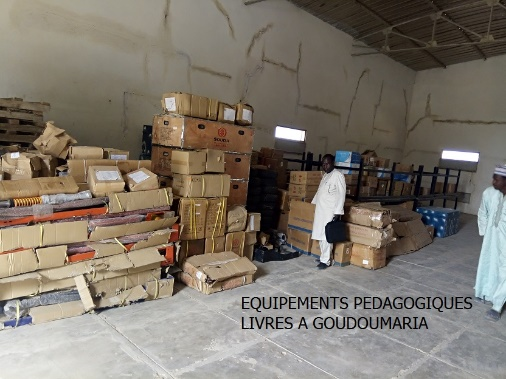 EQUIPEMENTS PEDAGOGIQUES
LIVRES A GOUDOUMARIA